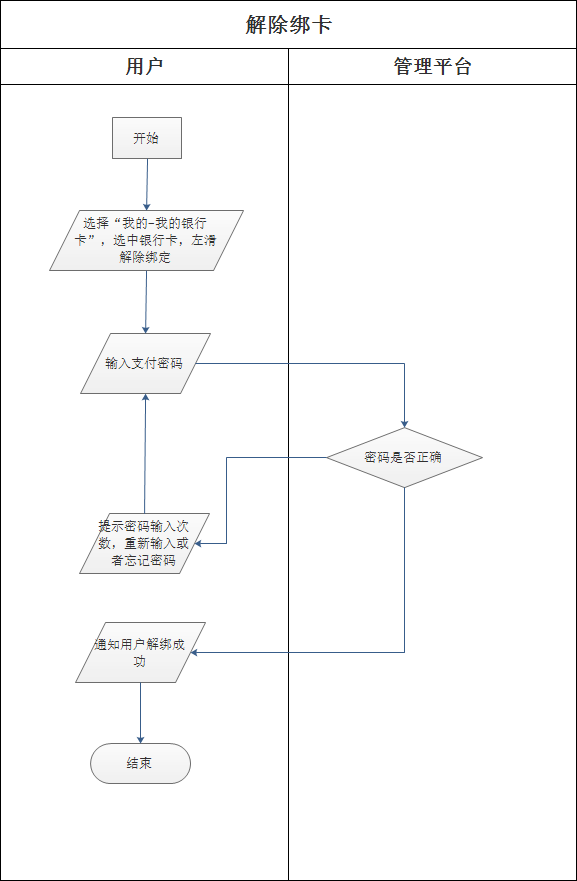 解除绑卡
用户
管理平台
开始
选择“我的-我的银行
卡”，选中银行卡，左滑
解除绑定
输入支付密码
密码是否正确
提示密码输入次
数，重新输入或
者忘记密码
通知用户解绑成
功
结束